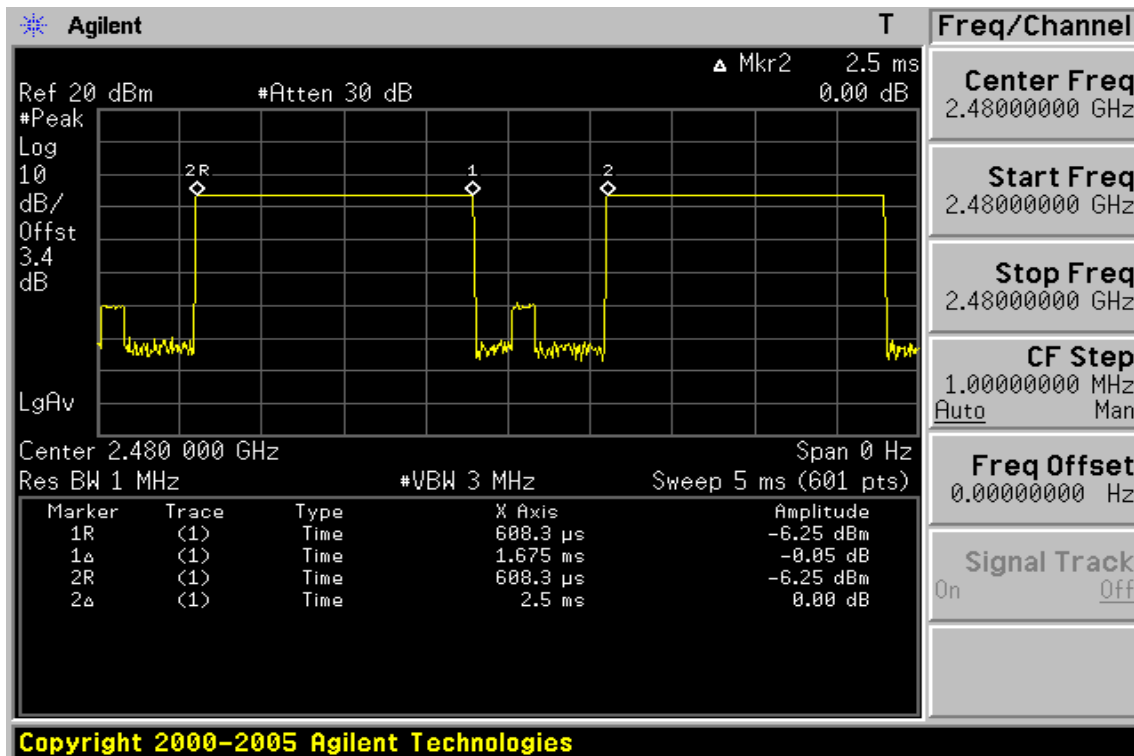 Agilent T
Freq/Channel
Δ Mkr2 2.5 ms
Ref 20 dBm #Atten 30 dB 0.00 dB
#Peak
Log
10
dB/
Offst
3.4
dB
LgAv
2R 1 2
Center 2.480 000 GHz Span 0 Hz
Res BW 1 MHz #VBW 3 MHz Sweep 5 ms (601 pts)
Marker Trace Type X Axis Amplitude
1R (1) Time 608.3 µs -6.25 dBm
1Δ (1) Time 1.675 ms -0.05 dB
2R (1) Time 608.3 µs -6.25 dBm
2Δ (1) Time 2.5 ms 0.00 dB
Center Freq
2.48000000 GHz
Start Freq
2.48000000 GHz
Stop Freq
2.48000000 GHz
CF Step
1.00000000 MHz
Auto Man
Freq Offset
0.00000000 Hz
Signal Track
On Off
Copyright 2000-2005 Agilent Technologies